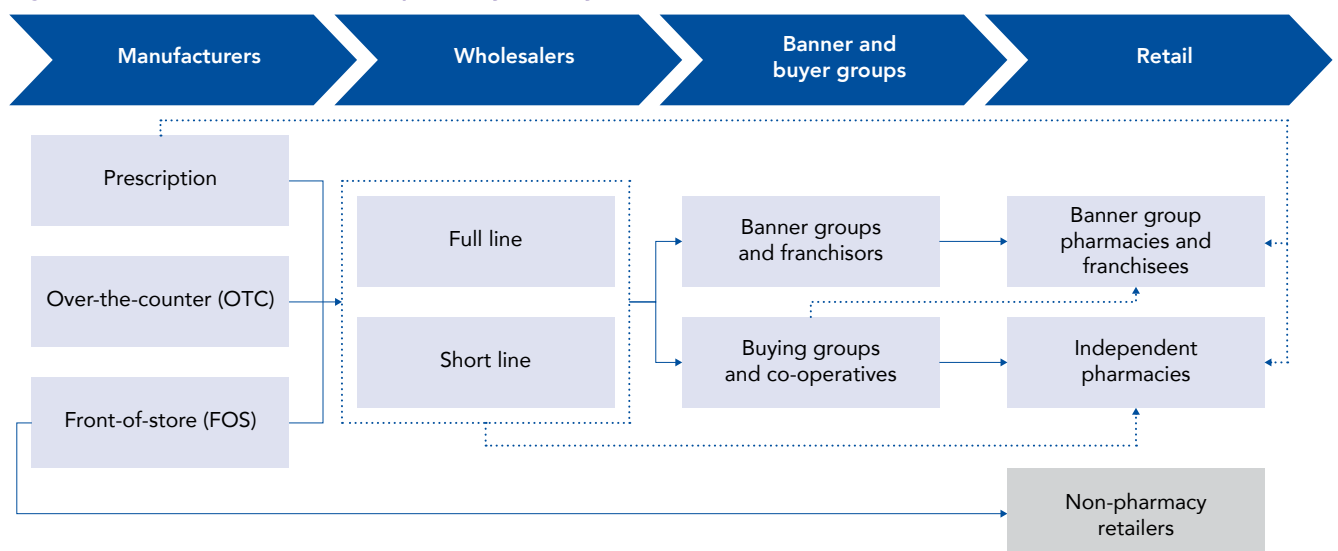 Manufacturers
Wholesalers
Banner and
buyer groups
Retail
Prescription
Full line
Banner groups
and franchisors
Banner group
pharmacies and
franchisees
Over-the-counter (OTC)
Short line
Buying groups
and co-operatives
Independent
pharmacies
Front-of-store (FOS)
Non-pharmacy
retailers